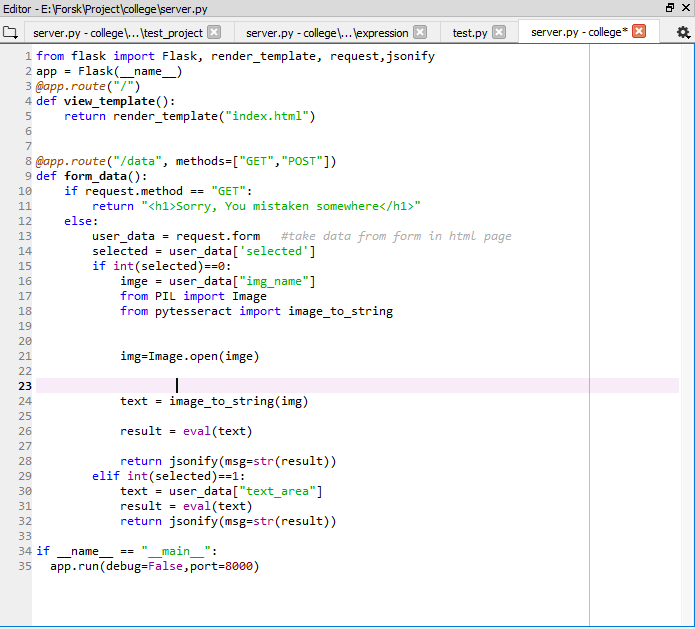 Editor - E:\Forsk\Project\college\server.py
server.py - college\...\test_project
server.py - college\...\expression
test.py
server.py - college*
1 from flask import Flask, render_template, request,jsonify
2 app = Flask(__name__)
3 @app.route("/")
4 def view_template():
5     return render_template("index.html")
6
7
8 @app.route("/data", methods=["GET","POST"])
9 def form_data():
10     if request.method == "GET":
11         return "<h1>Sorry, You mistaken somewhere</h1>"
12     else:
13         user_data = request.form   #take data from form in html page
14         selected = user_data['selected']
15         if int(selected)==0:
16             imge = user_data["img_name"]
17             from PIL import Image
18             from pytesseract import image_to_string
19
20
21             img=Image.open(imge)
22
23
24             text = image_to_string(img)
25
26             result = eval(text)
27
28             return jsonify(msg=str(result))
29         elif int(selected)==1:
30             text = user_data["text_area"]
31             result = eval(text)
32             return jsonify(msg=str(result))
33
34 if __name__ == "__main__":
35   app.run(debug=False,port=8000)